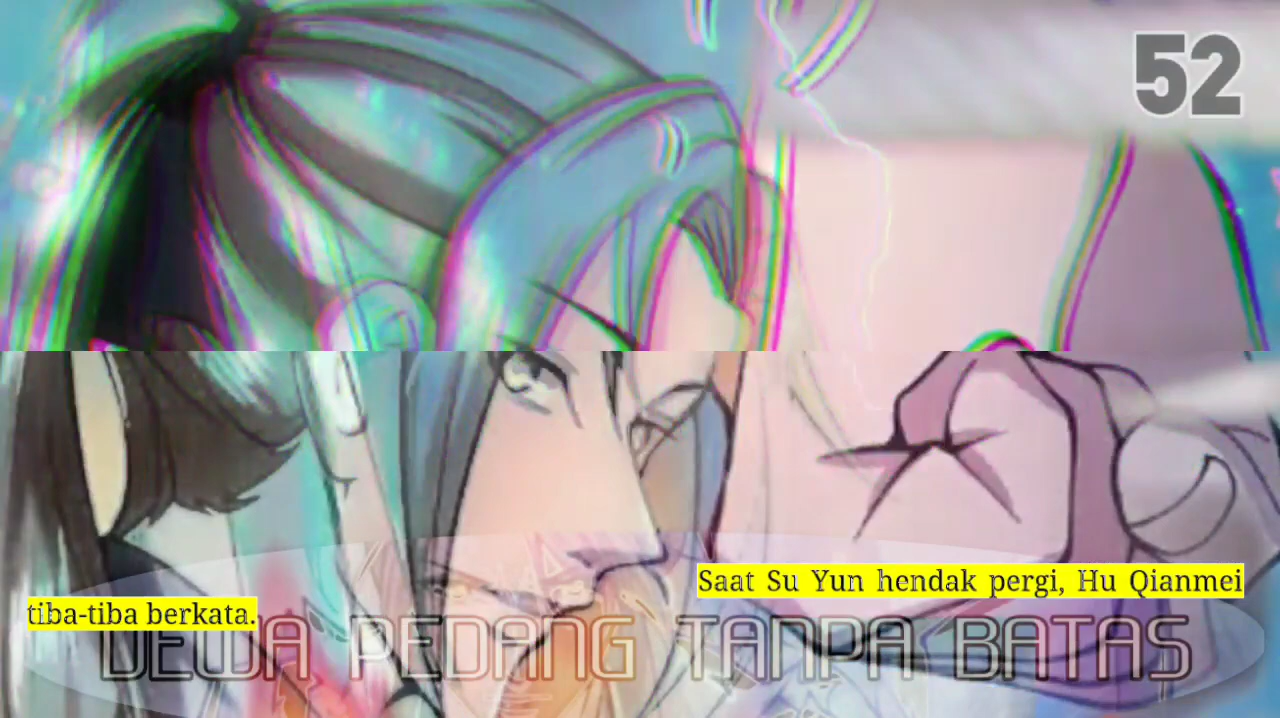 52
Saat Su Yun hendak pergi, Hu Qianmei
tiba-tiba berkata.
DEWA PEDANG TANPA BATAS